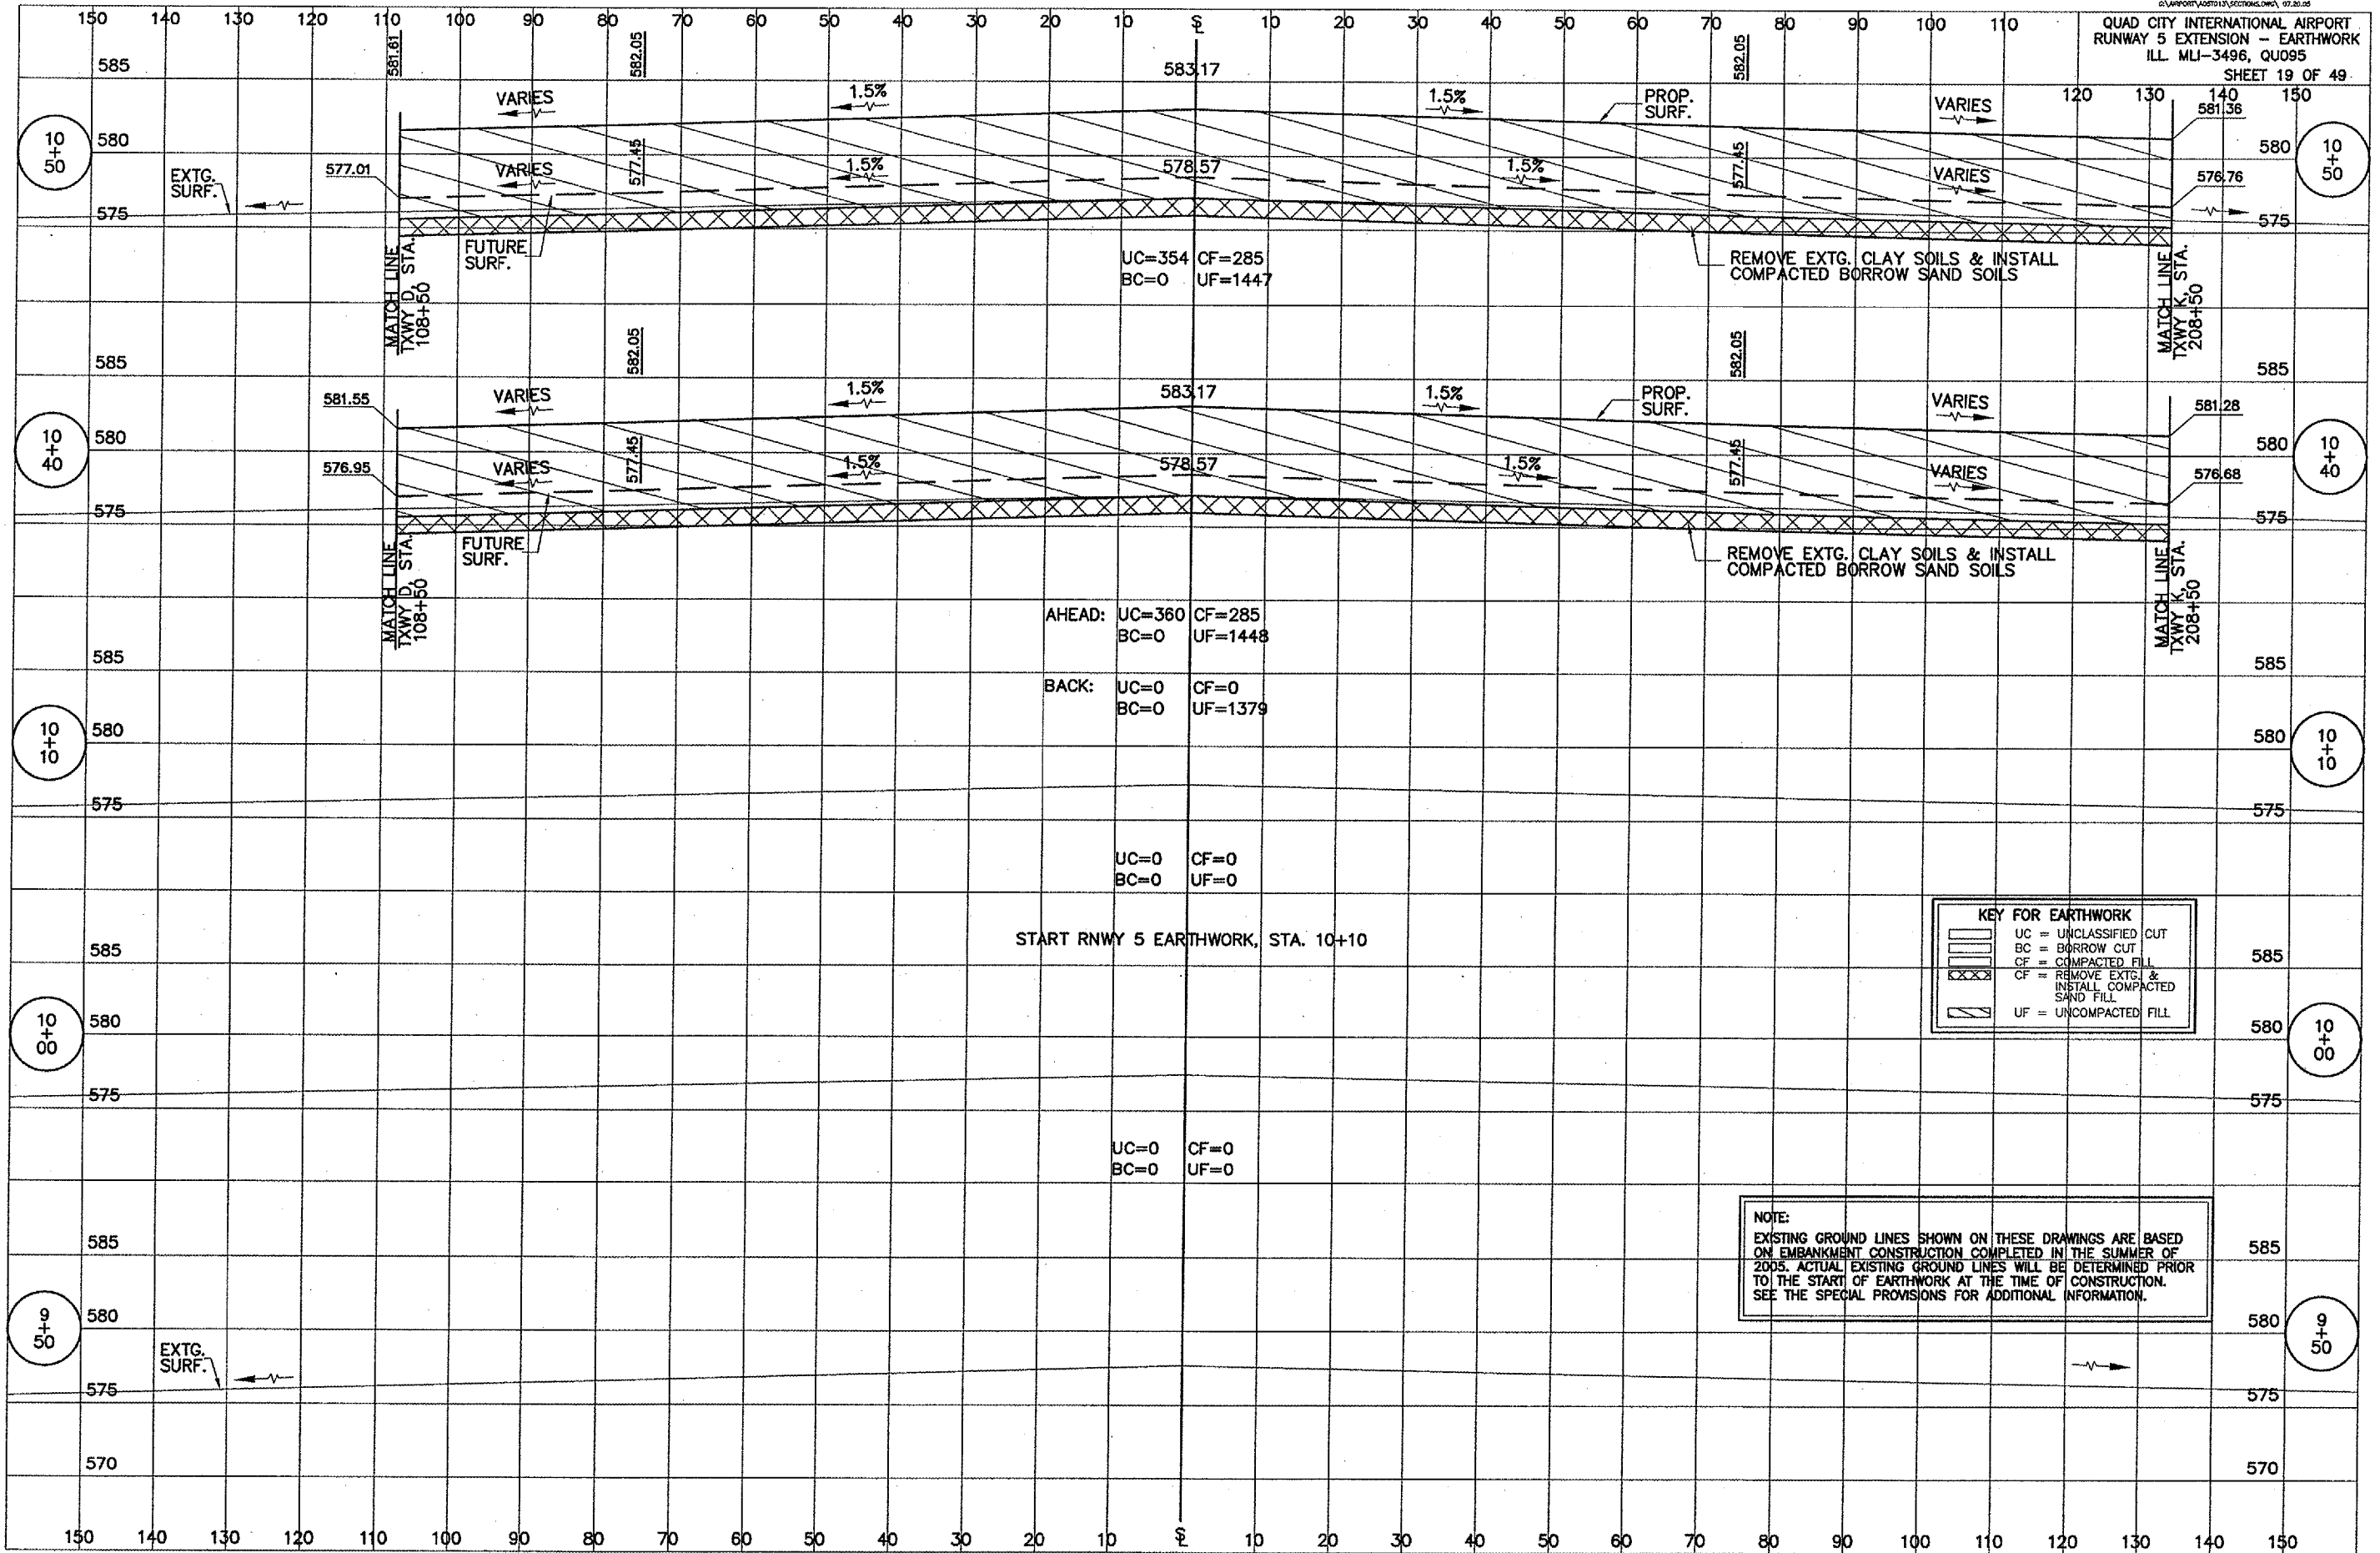 G:\AIRPORT\A05T013\SECTIONS.DWG\ 07.20.05
QUAD CITY INTERNATIONAL AIRPORT
RUNWAY 5 EXTENSION – EARTHWORK
ILL. MLI–3496, QU095
SHEET 19 OF 49
150 140 130 120 110 100 90 80 70 60 50 40 30 20 10 ℄ 10 20 30 40 50 60 70 80 90 100 110
120 130 140 150
581.61
582.05
583.17
582.05
585
VARIES
1.5%
1.5%
PROP.
SURF.
VARIES
581.36
10
+
50
580
580
10
+
50
EXTG.
SURF.
577.01
VARIES
577.45
1.5%
578.57
1.5%
577.45
VARIES
576.76
575
575
FUTURE
SURF.
UC=354 CF=285
BC=0 UF=1447
REMOVE EXTG. CLAY SOILS & INSTALL
COMPACTED BORROW SAND SOILS
MATCH LINE
TXWY D, STA.
108+50
MATCH LINE
TXWY K, STA.
208+50
582.05
582.05
585
585
581.55
VARIES
1.5%
583.17
1.5%
PROP.
SURF.
VARIES
581.28
10
+
40
580
580
10
+
40
576.95
VARIES
577.45
1.5%
578.57
1.5%
577.45
VARIES
576.68
575
575
FUTURE
SURF.
REMOVE EXTG. CLAY SOILS & INSTALL
COMPACTED BORROW SAND SOILS
MATCH LINE
TXWY D, STA.
108+50
MATCH LINE
TXWY K, STA.
208+50
AHEAD: UC=360 CF=285
BC=0 UF=1448
585
585
BACK: UC=0 CF=0
BC=0 UF=1379
10
+
10
580
580
10
+
10
575
575
UC=0 CF=0
BC=0 UF=0
START RNWY 5 EARTHWORK, STA. 10+10
KEY FOR EARTHWORK
UC = UNCLASSIFIED CUT
BC = BORROW CUT
CF = COMPACTED FILL
CF = REMOVE EXTG. &
INSTALL COMPACTED
SAND FILL
UF = UNCOMPACTED FILL
585
585
10
+
00
580
580
10
+
00
575
575
UC=0 CF=0
BC=0 UF=0
NOTE:
EXISTING GROUND LINES SHOWN ON THESE DRAWINGS ARE BASED
ON EMBANKMENT CONSTRUCTION COMPLETED IN THE SUMMER OF
2005. ACTUAL EXISTING GROUND LINES WILL BE DETERMINED PRIOR
TO THE START OF EARTHWORK AT THE TIME OF CONSTRUCTION.
SEE THE SPECIAL PROVISIONS FOR ADDITIONAL INFORMATION.
585
585
9
+
50
580
580
9
+
50
EXTG.
SURF.
575
575
570
570
150 140 130 120 110 100 90 80 70 60 50 40 30 20 10 ℄ 10 20 30 40 50 60 70 80 90 100 110 120 130 140 150